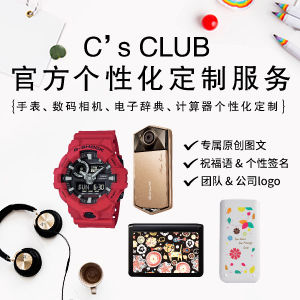 C's CLUB
官方个性化定制服务
{手表、数码相机、电子辞典、计算器个性化定制}
✓专属原创图文
✓祝福语&个性签名
✓团队&公司logo
G-SHOCK